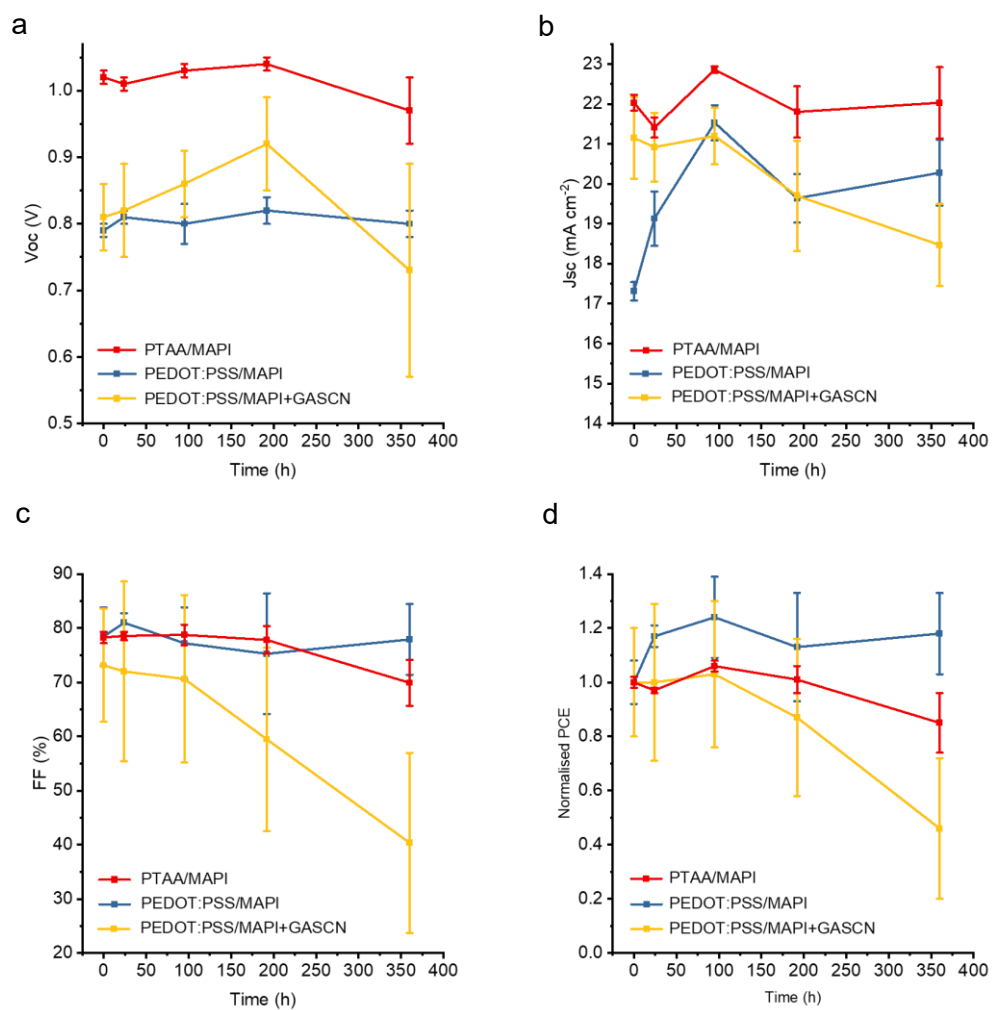 a
1.0
0.9
0.8
0.7
0.6
0.5
Voc (V)
PTAA/MAPI
PEDOT:PSS/MAPI
PEDOT:PSS/MAPI+GASCN
0 50 100 150 200 250 300 350 400
Time (h)
b
23
22
21
20
19
18
17
16
15
14
Jsc (mA cm⁻²)
PTAA/MAPI
PEDOT:PSS/MAPI
PEDOT:PSS/MAPI+GASCN
0 50 100 150 200 250 300 350 400
Time (h)
c
90
80
70
60
50
40
30
20
FF (%)
PTAA/MAPI
PEDOT:PSS/MAPI
PEDOT:PSS/MAPI+GASCN
0 50 100 150 200 250 300 350 400
Time (h)
d
1.4
1.2
1.0
0.8
0.6
0.4
0.2
0.0
Normalised PCE
PTAA/MAPI
PEDOT:PSS/MAPI
PEDOT:PSS/MAPI+GASCN
0 50 100 150 200 250 300 350 400
Time (h)